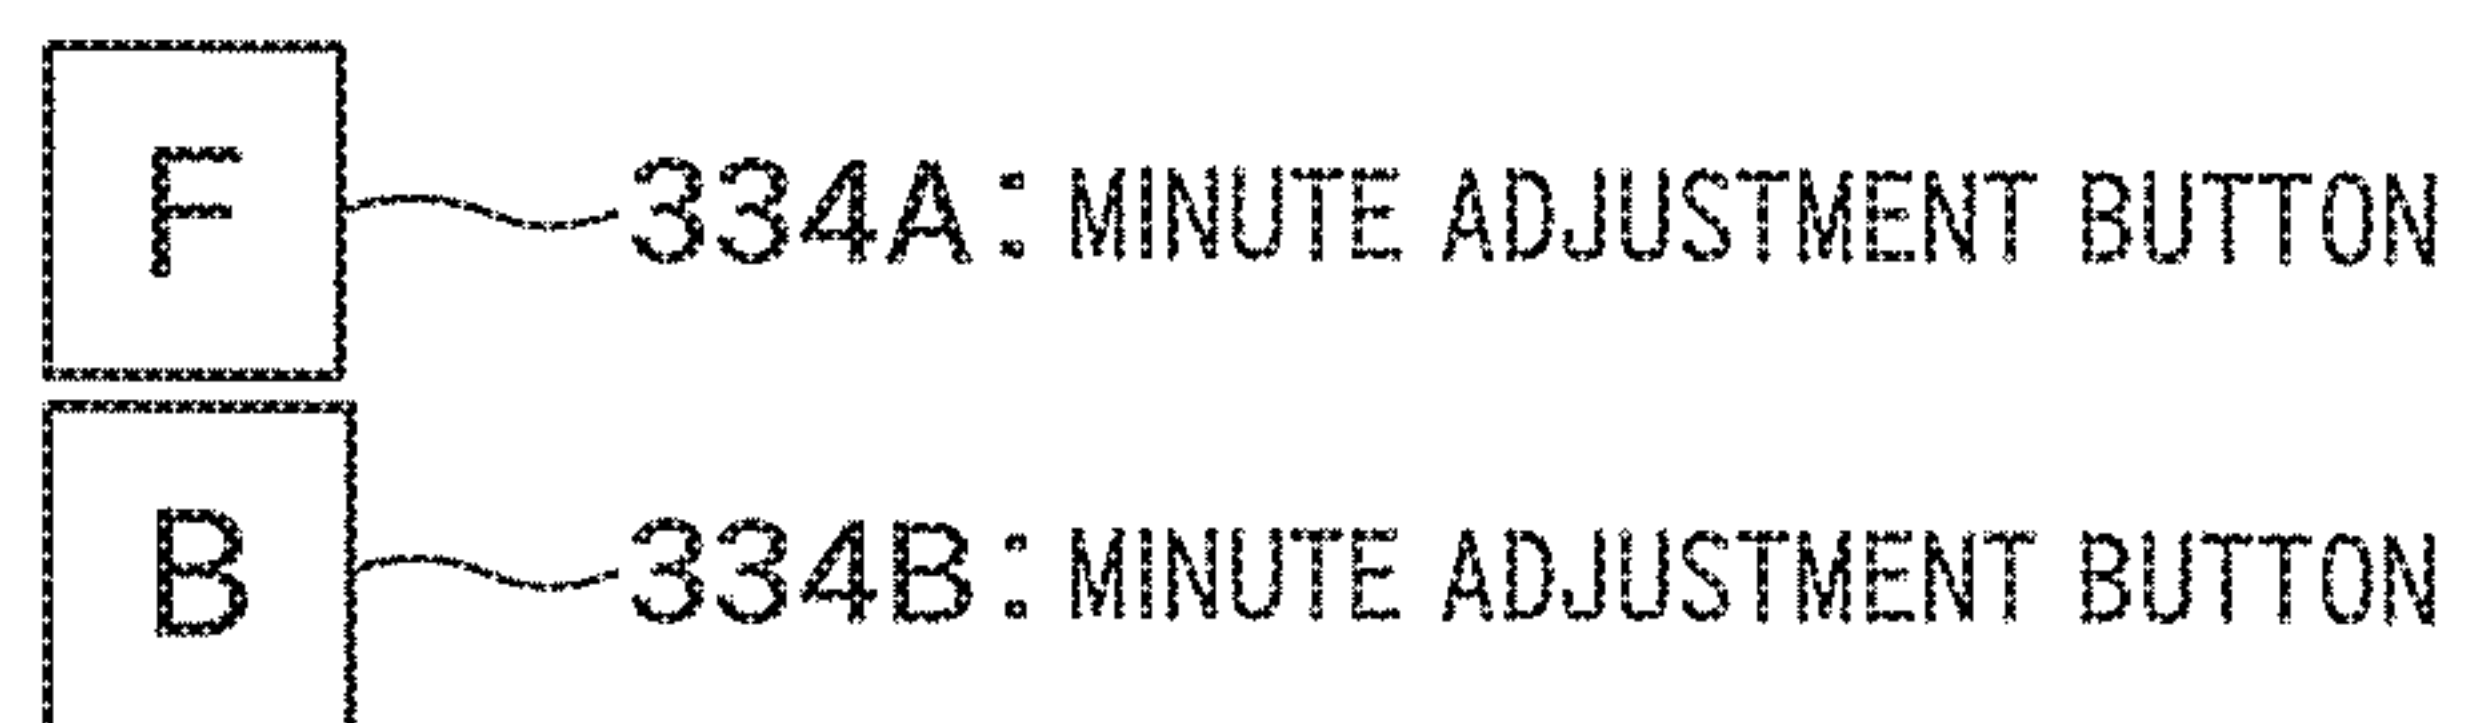 F 334A: MINUTE ADJUSTMENT BUTTON
B 334B: MINUTE ADJUSTMENT BUTTON